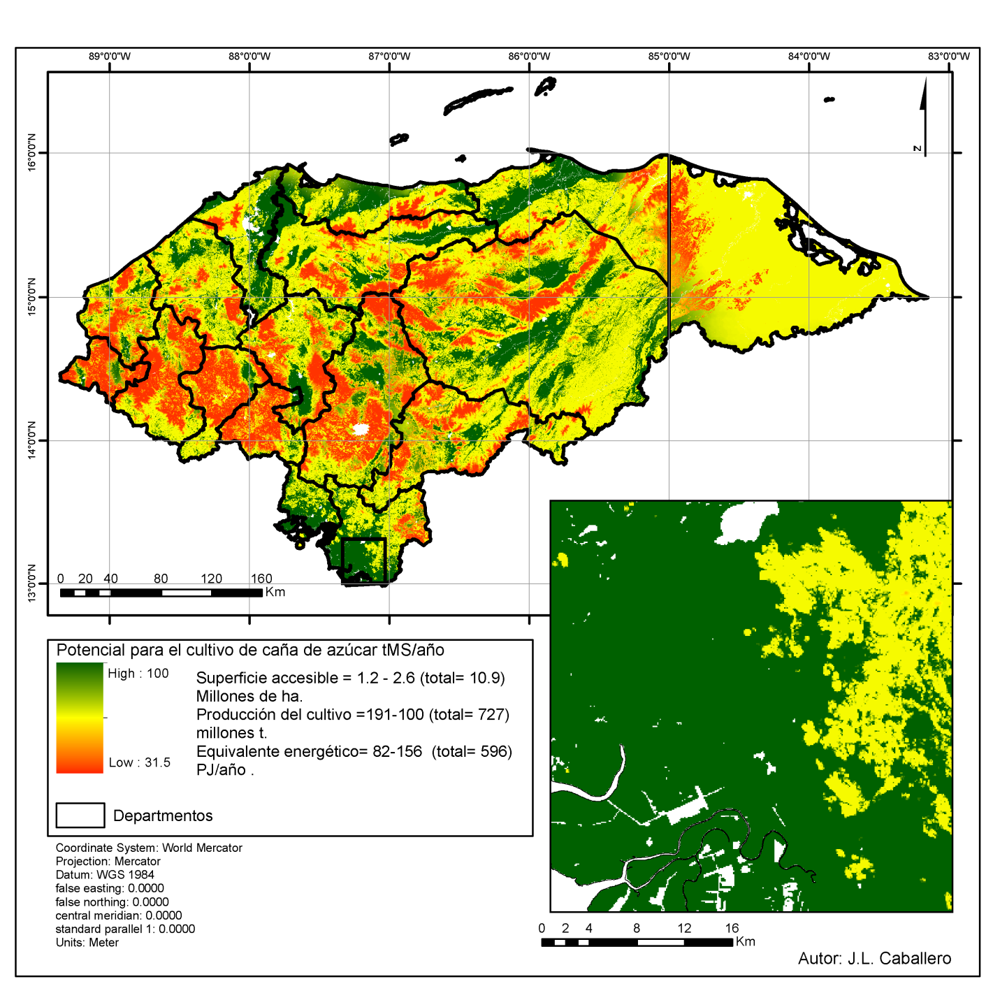 89°0'0"W 88°0'0"W 87°0'0"W 86°0'0"W 85°0'0"W 84°0'0"W 83°0'0"W
16°0'0"N
15°0'0"N
14°0'0"N
13°0'0"N
N
0 20 40 80 120 160
Km
Potencial para el cultivo de caña de azúcar tMS/año
High : 100
Low : 31.5
Superficie accesible = 1.2 - 2.6 (total= 10.9)
Millones de ha.
Producción del cultivo =191-100 (total= 727)
millones t.
Equivalente energético= 82-156 (total= 596)
PJ/año .
Departmentos
Coordinate System: World Mercator
Projection: Mercator
Datum: WGS 1984
false easting: 0.0000
false northing: 0.0000
central meridian: 0.0000
standard parallel 1: 0.0000
Units: Meter
0 2 4 8 12 16
Km
Autor: J.L. Caballero